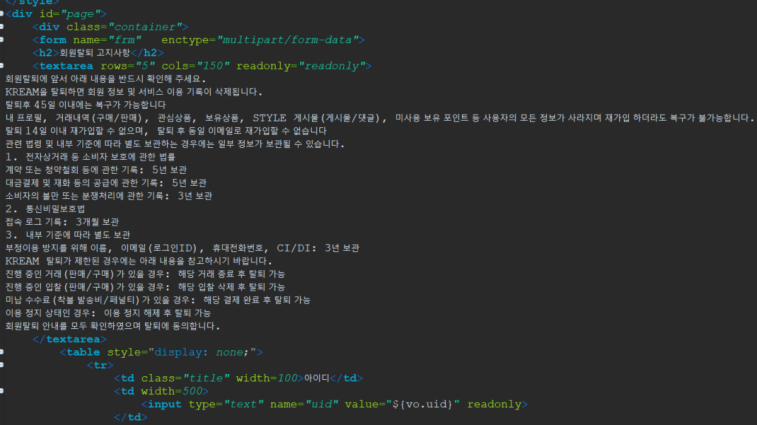 </style>
<div id="page">
<div class="container">
<form name="frm" enctype="multipart/form-data">
<h2>회원탈퇴 고지사항</h2>
<textarea rows="5" cols="150" readonly="readonly">
회원탈퇴에 앞서 아래 내용을 반드시 확인해 주세요.
KREAM을 탈퇴하면 회원 정보 및 서비스 이용 기록이 삭제됩니다.
탈퇴후 45일 이내에는 복구가 가능합니다
내 프로필, 거래내역(구매/판매), 관심상품, 보유상품, STYLE 게시물(게시물/댓글), 미사용 보유 포인트 등 사용자의 모든 정보가 사라지며 재가입 하더라도 복구가 불가능합니다.
탈퇴 14일 이내 재가입할 수 없으며, 탈퇴 후 동일 이메일로 재가입할 수 없습니다
관련 법령 및 내부 기준에 따라 별도 보관하는 경우에는 일부 정보가 보관될 수 있습니다.
1. 전자상거래 등 소비자 보호에 관한 법률
계약 또는 청약철회 등에 관한 기록: 5년 보관
대금결제 및 재화 등의 공급에 관한 기록: 5년 보관
소비자의 불만 또는 분쟁처리에 관한 기록: 3년 보관
2. 통신비밀보호법
접속 로그 기록: 3개월 보관
3. 내부 기준에 따라 별도 보관
부정이용 방지를 위해 이름, 이메일(로그인ID), 휴대전화번호, CI/DI: 3년 보관
KREAM 탈퇴가 제한된 경우에는 아래 내용을 참고하시기 바랍니다.
진행 중인 거래(판매/구매)가 있을 경우: 해당 거래 종료 후 탈퇴 가능
진행 중인 입찰(판매/구매)가 있을 경우: 해당 입찰 삭제 후 탈퇴 가능
미납 수수료(착불 발송비/페널티)가 있을 경우: 해당 결제 완료 후 탈퇴 가능
이용 정지 상태인 경우: 이용 정지 해제 후 탈퇴 가능
회원탈퇴 안내를 모두 확인하였으며 탈퇴에 동의합니다.
</textarea>
<table style="display: none;">
<tr>
<td class="title" width=100>아이디</td>
<td width=500>
<input type="text" name="uid" value="${vo.uid}" readonly>
</td>